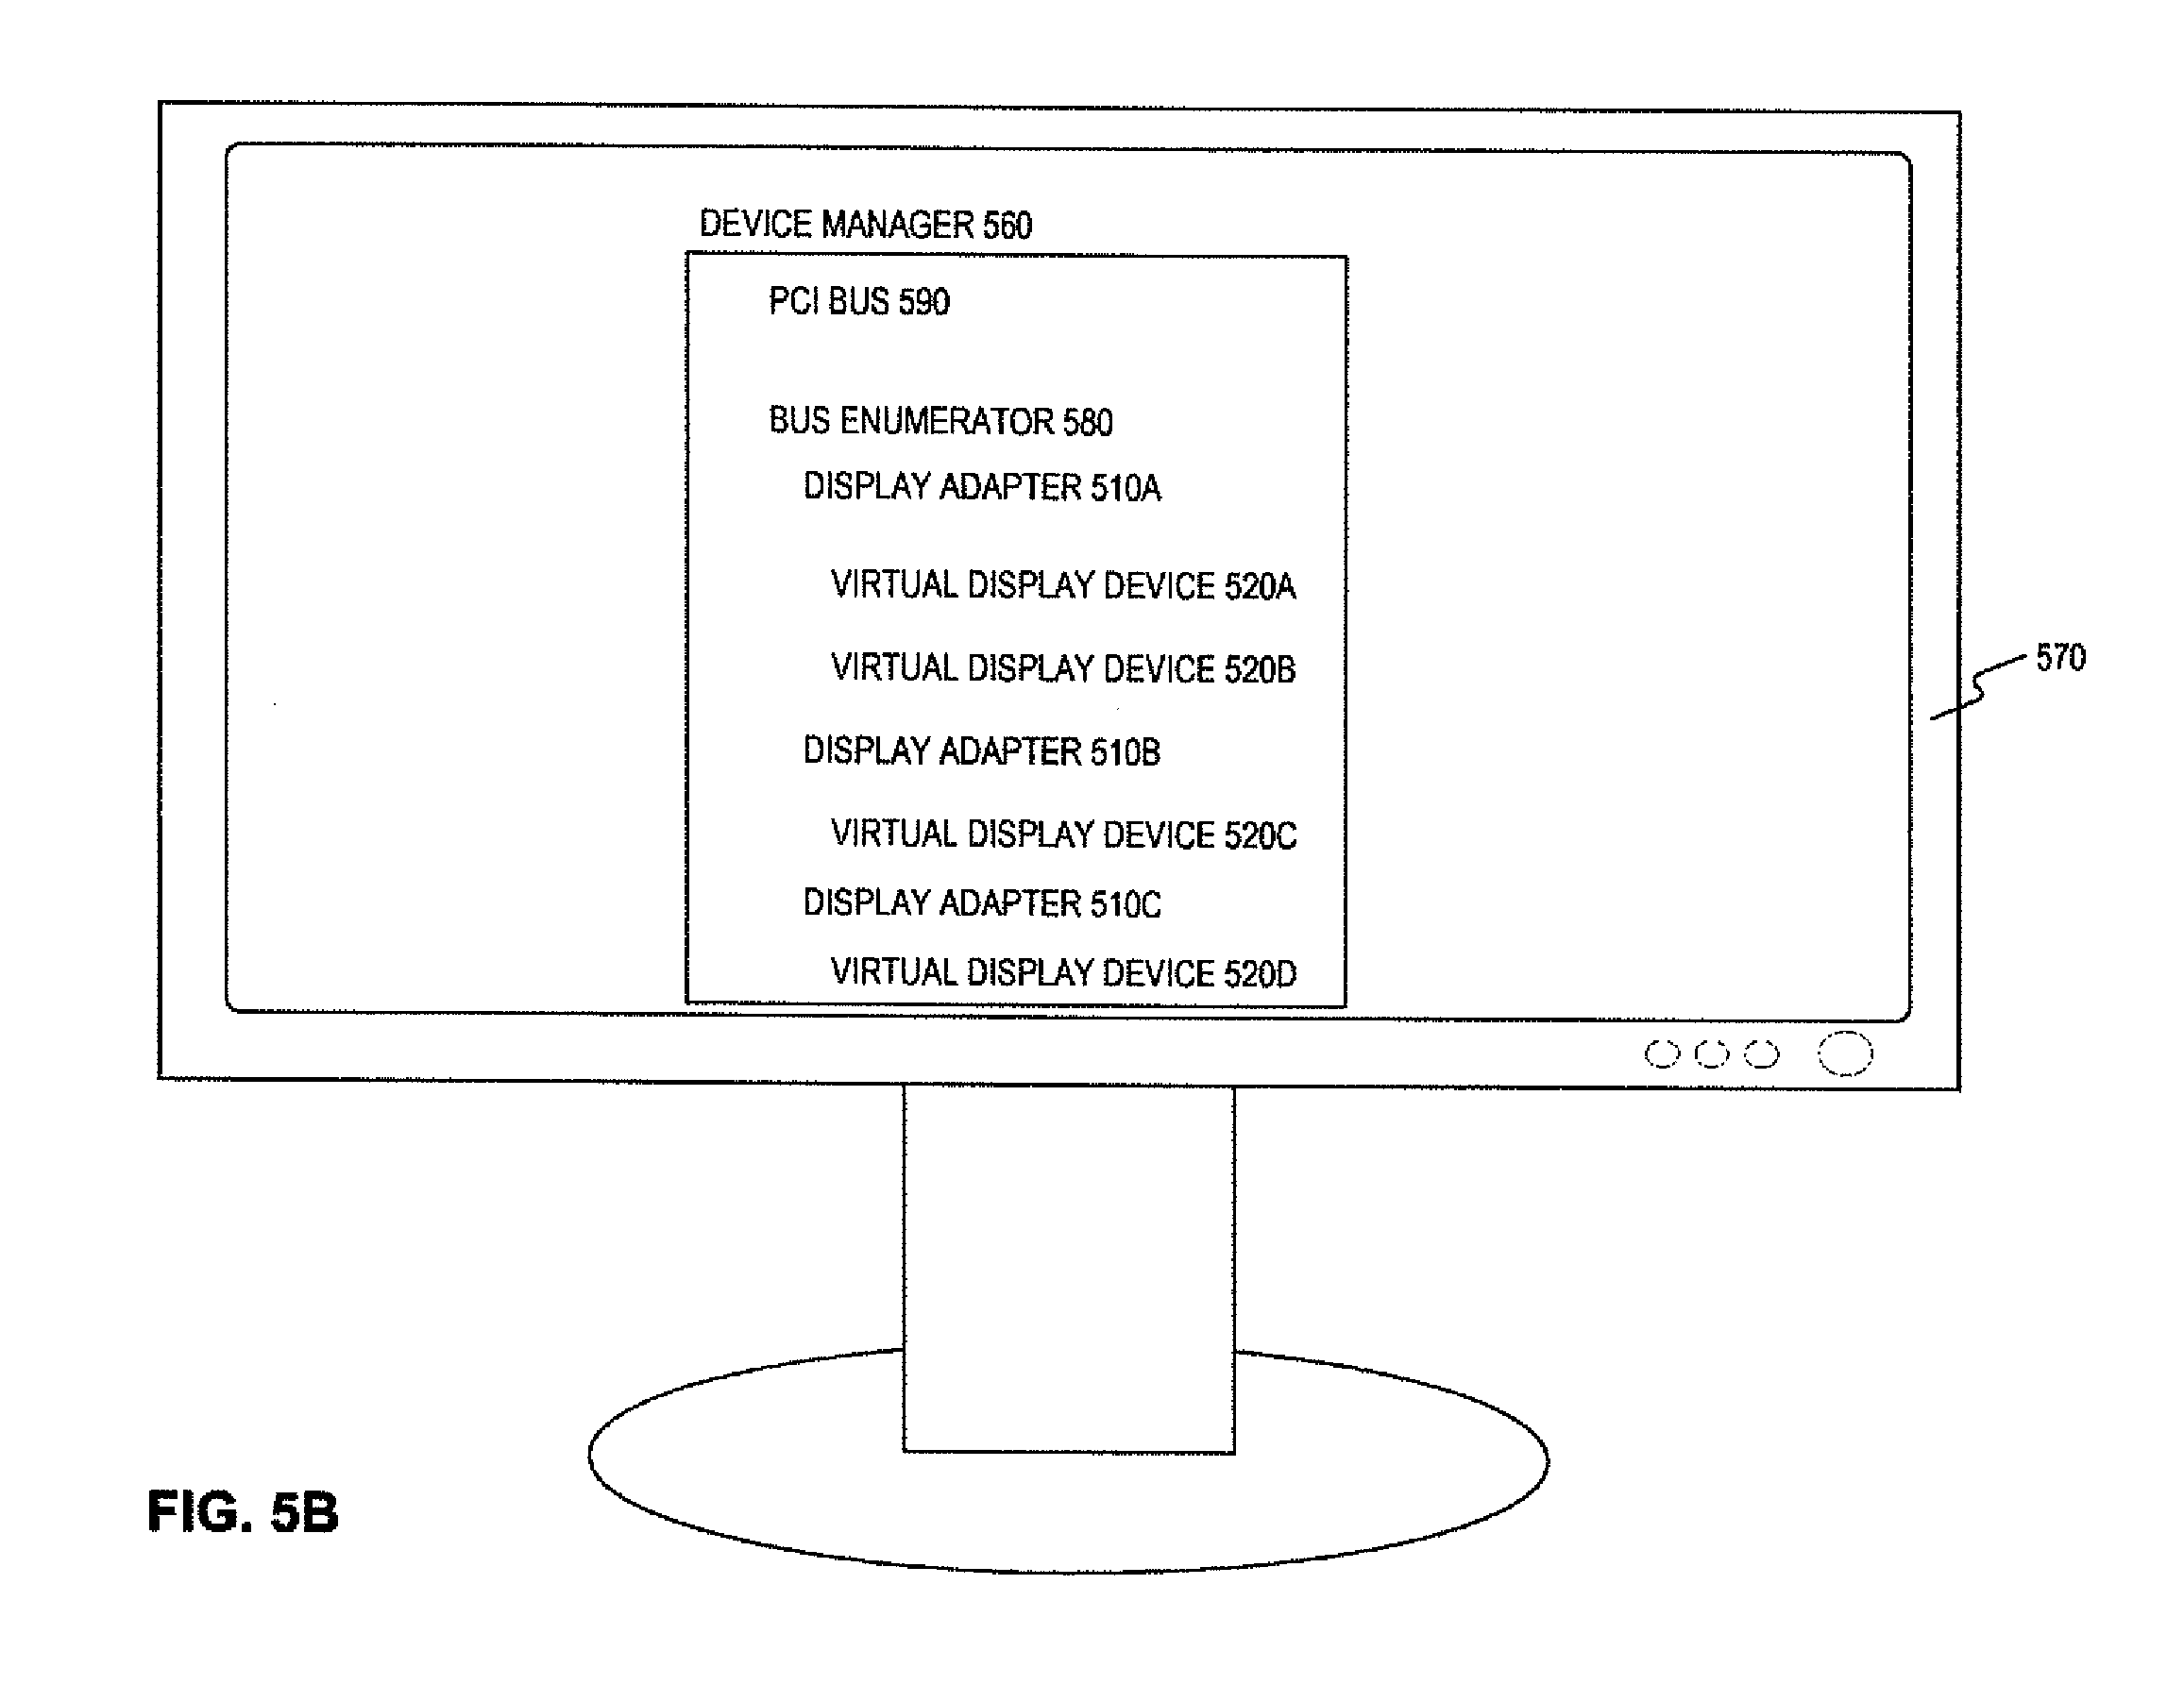 DEVICE MANAGER 560
PCI BUS 590
BUS ENUMERATOR 580
DISPLAY ADAPTER 510A
VIRTUAL DISPLAY DEVICE 520A
VIRTUAL DISPLAY DEVICE 520B
570
DISPLAY ADAPTER 510B
VIRTUAL DISPLAY DEVICE 520C
DISPLAY ADAPTER 510C
VIRTUAL DISPLAY DEVICE 520D
FIG. 5B